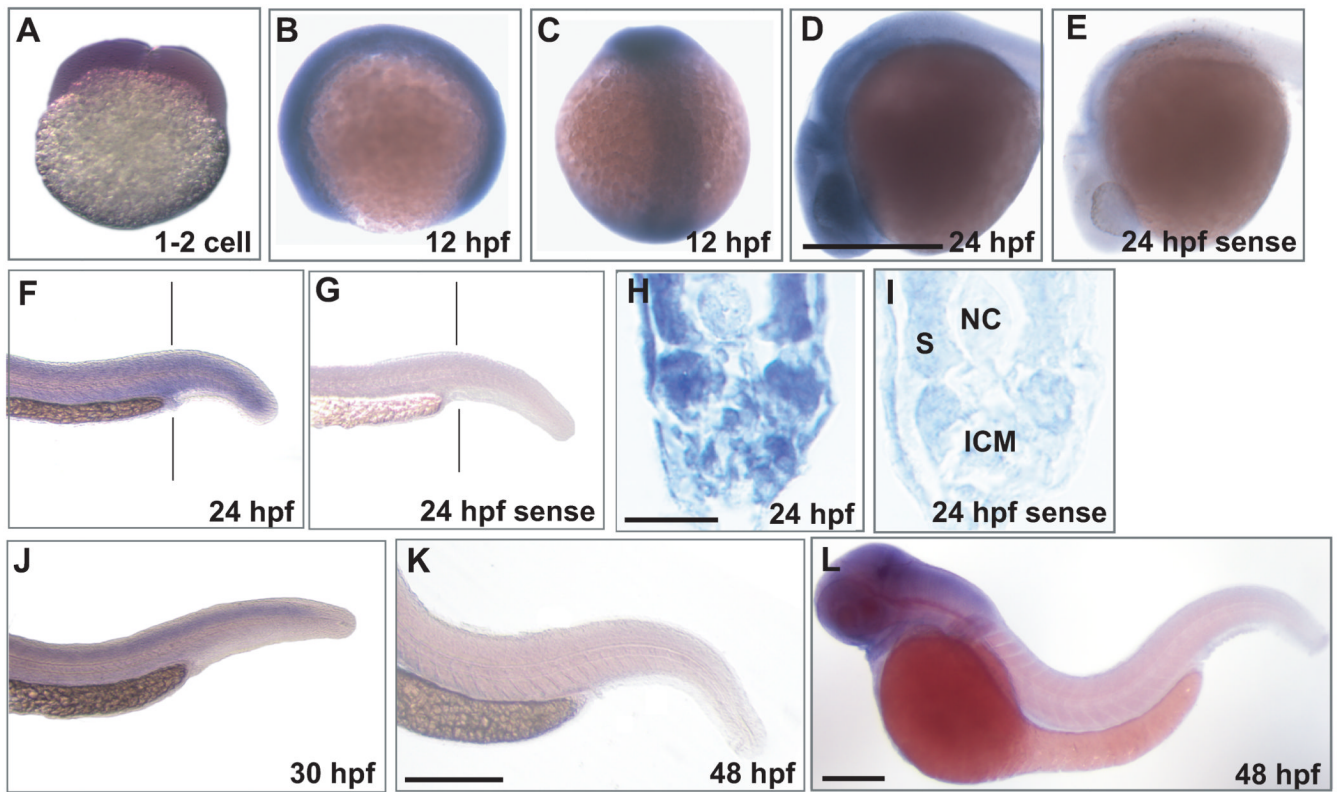 A
1-2 cell
B
12 hpf
C
12 hpf
D
24 hpf
E
24 hpf sense
F
24 hpf
G
24 hpf sense
H
24 hpf
I
NC
S
ICM
24 hpf sense
J
30 hpf
K
48 hpf
L
48 hpf